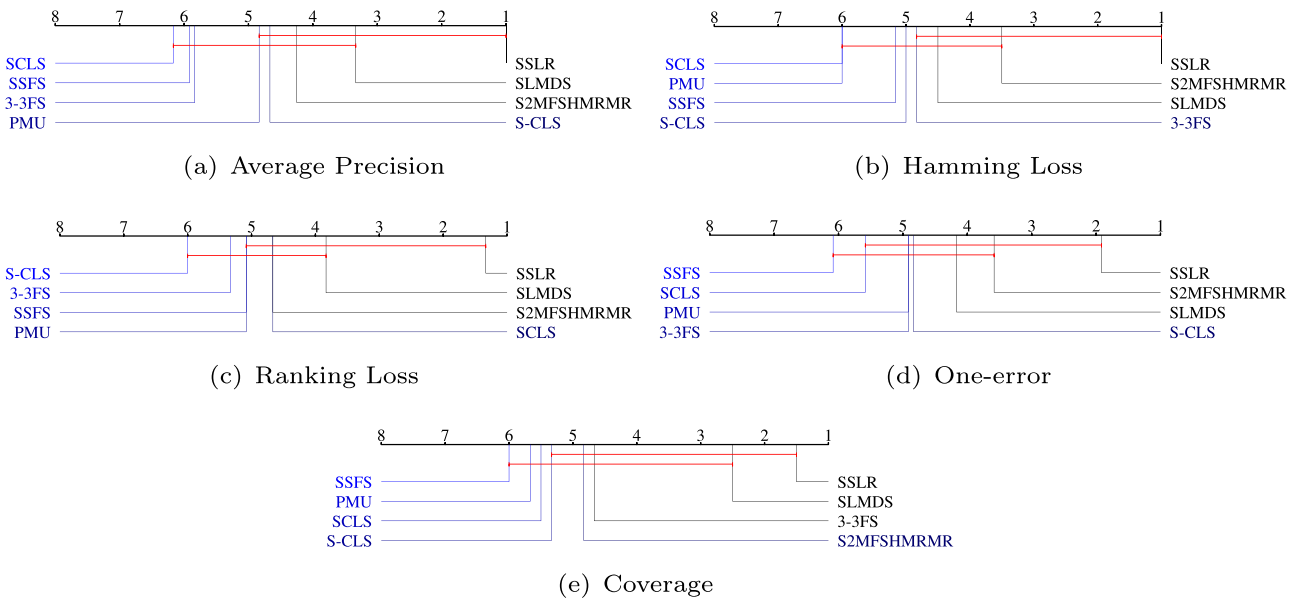 8 7 6 5 4 3 2 1
SCLS SSLR
SSFS SLMDS
3-3FS S2MFSHMRMR
PMU S-CLS
(a) Average Precision
8 7 6 5 4 3 2 1
SCLS SSLR
PMU S2MFSHMRMR
SSFS SLMDS
S-CLS 3-3FS
(b) Hamming Loss
8 7 6 5 4 3 2 1
S-CLS SSLR
3-3FS SLMDS
SSFS S2MFSHMRMR
PMU SCLS
(c) Ranking Loss
8 7 6 5 4 3 2 1
SSFS SSLR
SCLS S2MFSHMRMR
PMU SLMDS
3-3FS S-CLS
(d) One-error
8 7 6 5 4 3 2 1
SSFS SSLR
PMU SLMDS
SCLS 3-3FS
S-CLS S2MFSHMRMR
(e) Coverage